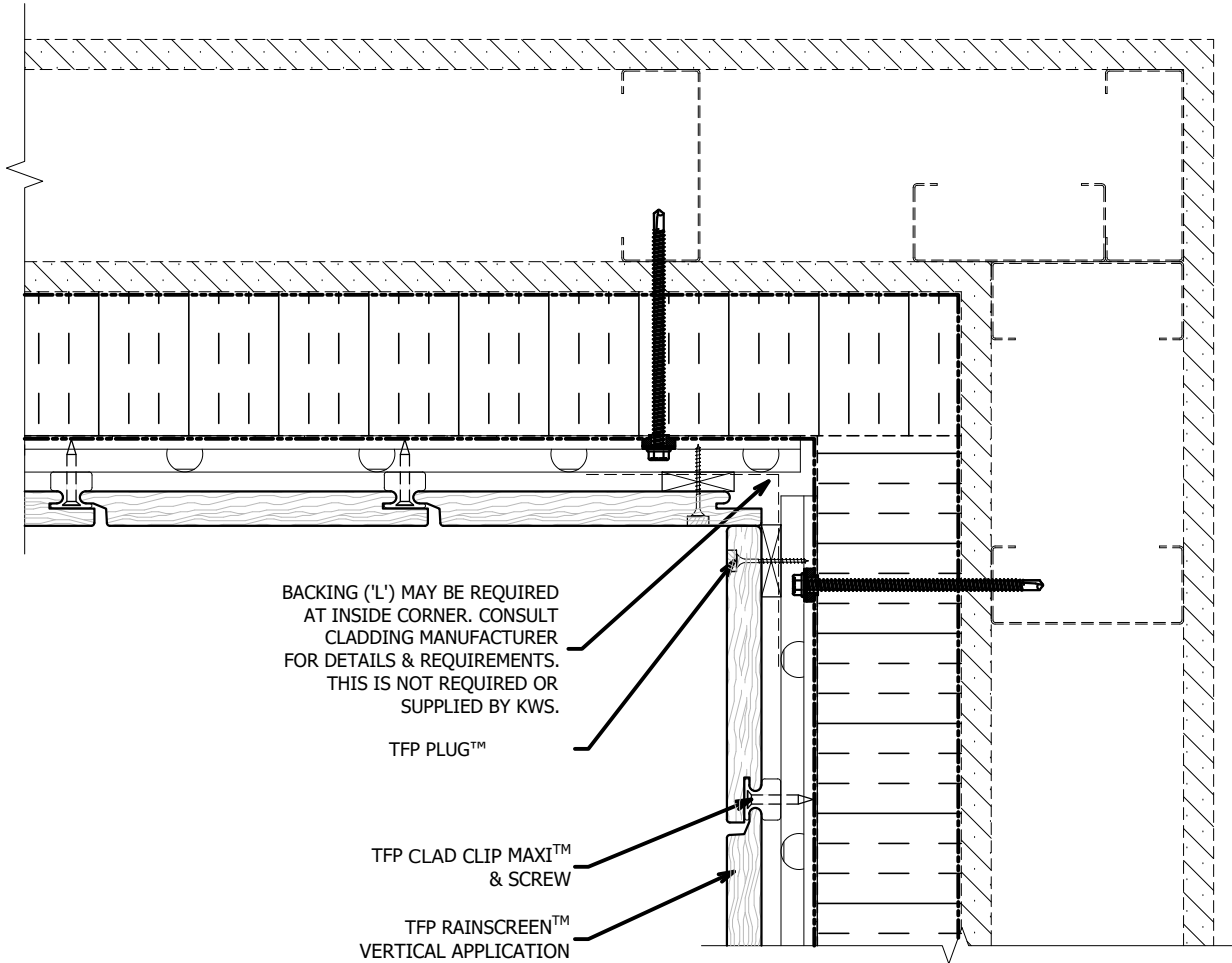 BACKING ('L') MAY BE REQUIRED
AT INSIDE CORNER. CONSULT
CLADDING MANUFACTURER
FOR DETAILS & REQUIREMENTS.
THIS IS NOT REQUIRED OR
SUPPLIED BY KWS.
TFP PLUG™
TFP CLAD CLIP MAXI™
& SCREW
TFP RAINSCREEN™
VERTICAL APPLICATION